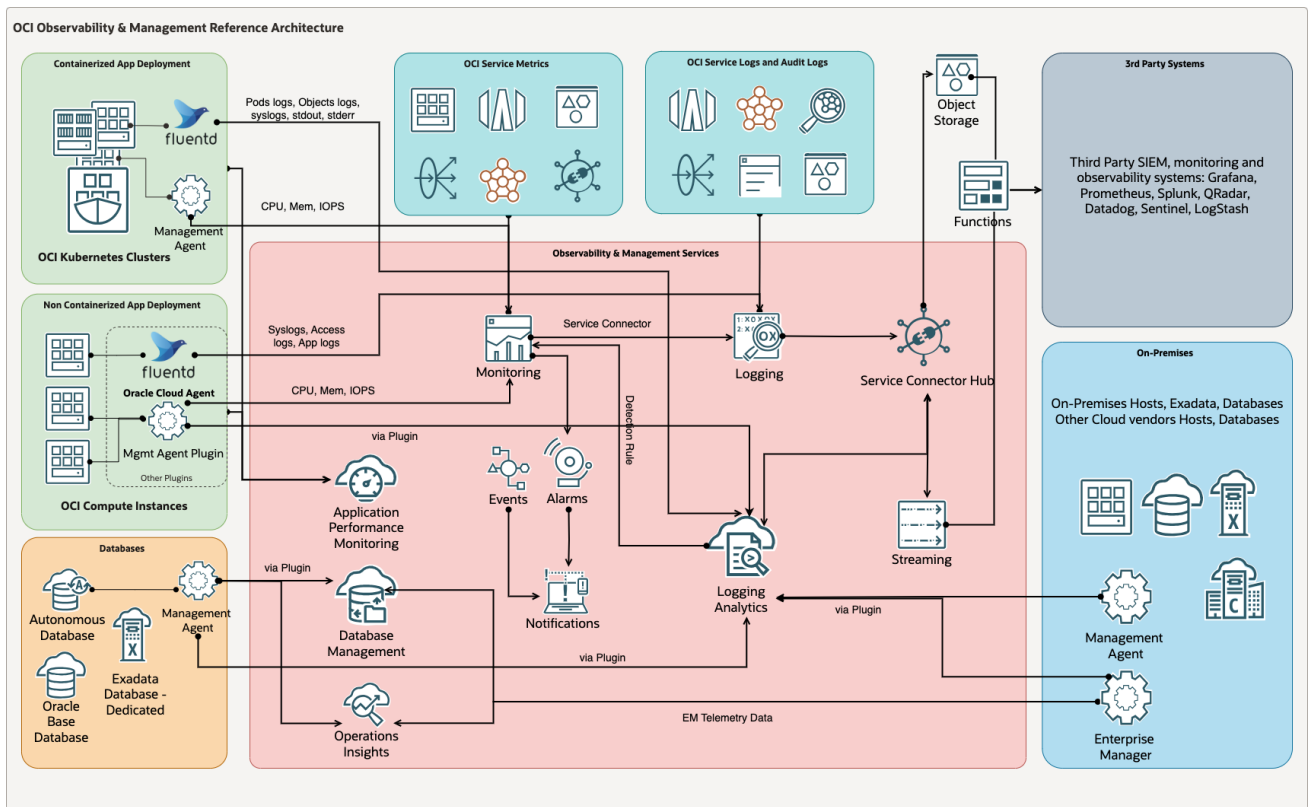 OCI Observability & Management Reference Architecture
Containerized App Deployment
fluentd
Management
Agent
OCI Kubernetes Clusters
Pods logs, Objects logs,
syslogs, stdout, stderr
CPU, Mem, IOPS
OCI Service Metrics
OCI Service Logs and Audit Logs
Object
Storage
Functions
3rd Party Systems
Third Party SIEM, monitoring and
observability systems: Grafana,
Prometheus, Splunk, QRadar,
Datadog, Sentinel, LogStash
Non Containerized App Deployment
fluentd
Oracle Cloud Agent
Mgmt Agent Plugin
Other Plugins
OCI Compute Instances
Syslogs, Access
logs, App logs
CPU, Mem, IOPS
via Plugin
Observability & Management Services
Monitoring
Service Connector
1: XOXOX
2: X/
OX
Logging
Service Connector Hub
Detection Rule
Application
Performance
Monitoring
Events
Alarms
Notifications
Streaming
Logging
Analytics
Databases
A
Autonomous
Database
Management
Agent
X
Exadata
Database -
Dedicated
Oracle
Base
Database
via Plugin
Database
Management
via Plugin
Operations
Insights
EM Telemetry Data
via Plugin
On-Premises
On-Premises Hosts, Exadata, Databases
Other Cloud vendors Hosts, Databases
X
C
Management
Agent
Enterprise
Manager